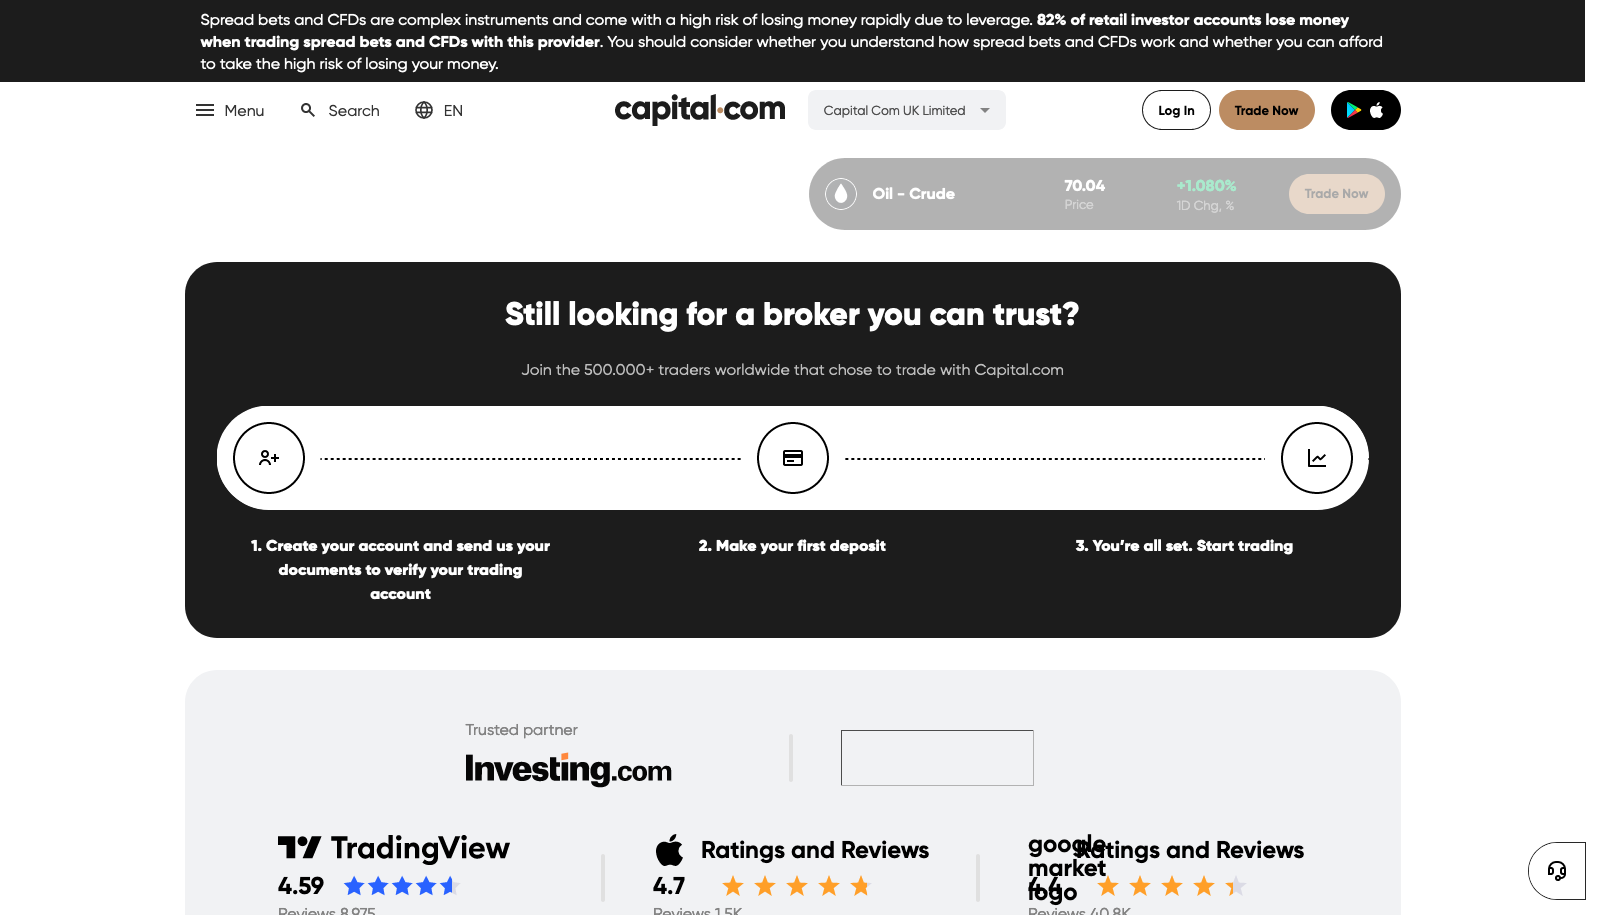 Spread bets and CFDs are complex instruments and come with a high risk of losing money rapidly due to leverage. 82% of retail investor accounts lose money
when trading spread bets and CFDs with this provider. You should consider whether you understand how spread bets and CFDs work and whether you can afford
to take the high risk of losing your money.
Menu
Search
EN
capital.com
Capital Com UK Limited
Log In
Trade Now
Oil - Crude
70.04
Price
+1.080%
1D Chg, %
Trade Now
Still looking for a broker you can trust?
Join the 500.000+ traders worldwide that chose to trade with Capital.com
1. Create your account and send us your
documents to verify your trading
account
2. Make your first deposit
3. You're all set. Start trading
Trusted partner
Investing.com
TradingView
4.59
Reviews 8,975
Ratings and Reviews
4.7
Reviews 1.5K
google
market
logo
Ratings and Reviews
4.4
Reviews 40.8K